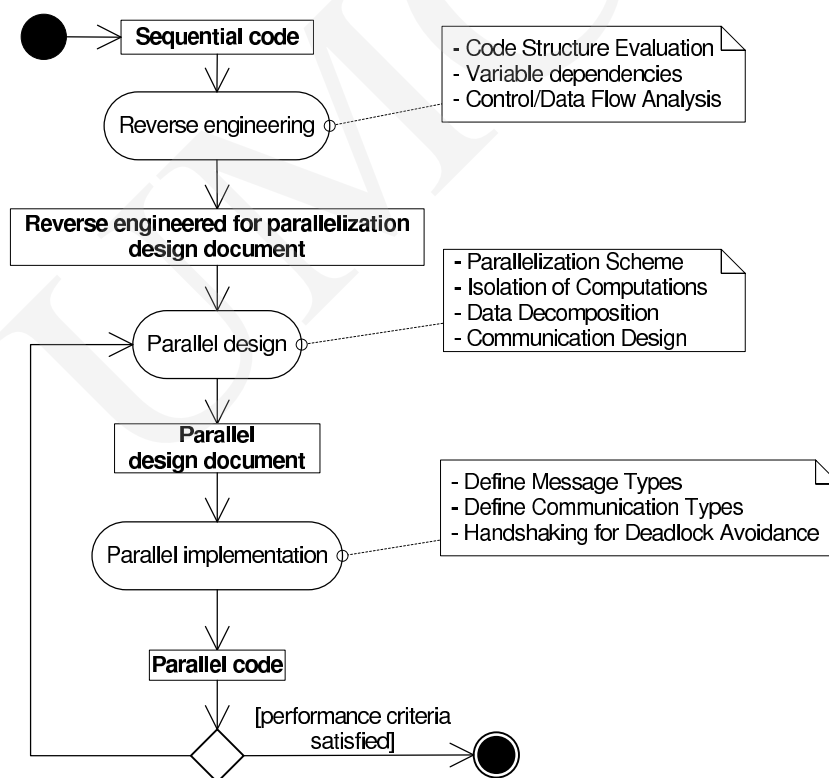 Sequential code
- Code Structure Evaluation
- Variable dependencies
- Control/Data Flow Analysis
Reverse engineering
Reverse engineered for parallelization
design document
- Parallelization Scheme
- Isolation of Computations
- Data Decomposition
- Communication Design
Parallel design
Parallel
design document
- Define Message Types
- Define Communication Types
- Handshaking for Deadlock Avoidance
Parallel implementation
Parallel code
[performance criteria
satisfied]